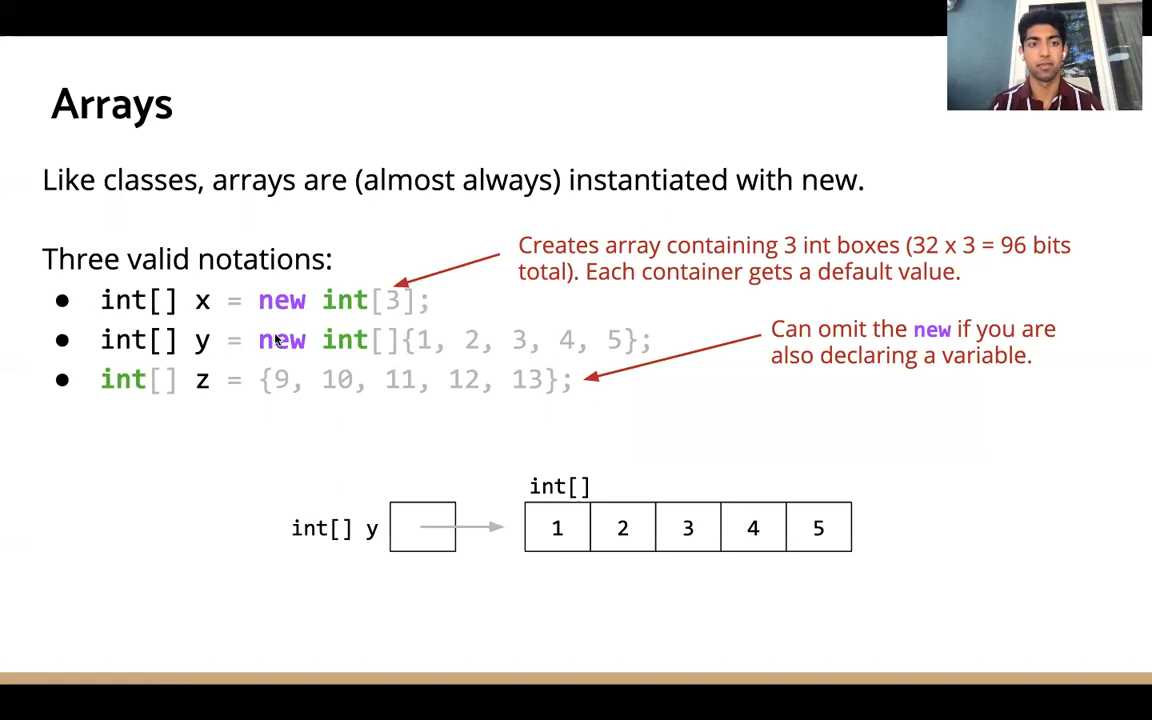 Arrays
Like classes, arrays are (almost always) instantiated with new.
Three valid notations:
Creates array containing 3 int boxes (32 x 3 = 96 bits
total). Each container gets a default value.
● int[] x = new int[3];
● int[] y = new int[]{1, 2, 3, 4, 5};
● int[] z = {9, 10, 11, 12, 13};
Can omit the new if you are
also declaring a variable.
int[]
int[] y
1 2 3 4 5